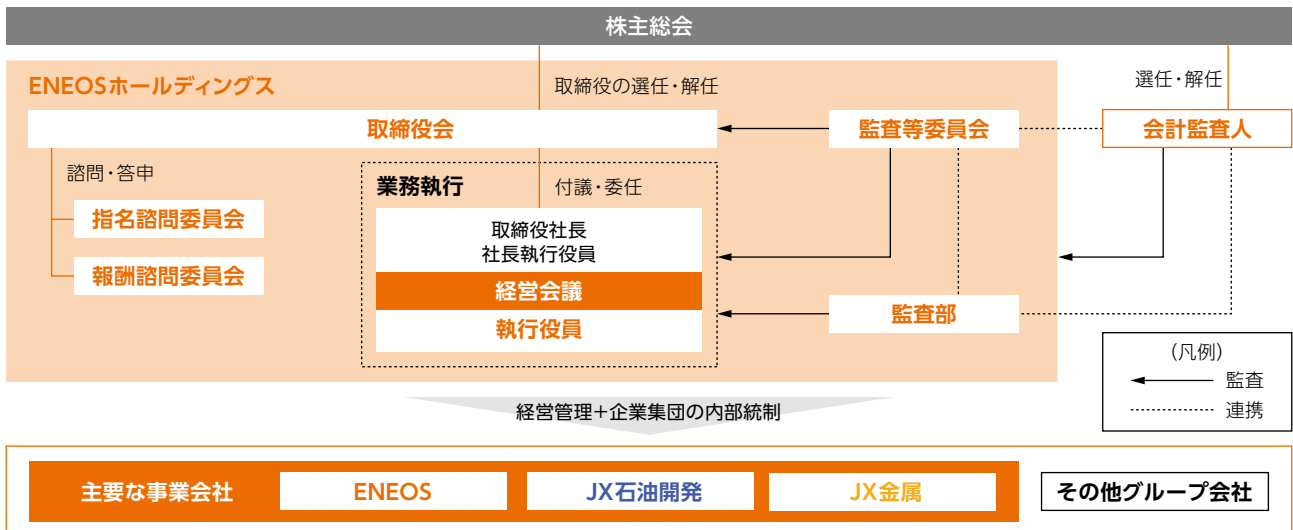 株主総会
ENEOSホールディングス
取締役の選任・解任
選任・解任
取締役会
監査等委員会
会計監査人
諮問・答申
業務執行
付議・委任
指名諮問委員会
取締役社長
社長執行役員
報酬諮問委員会
経営会議
執行役員
監査部
(凡例)
監査
連携
経営管理+企業集団の内部統制
主要な事業会社
ENEOS
JX石油開発
JX金属
その他グループ会社